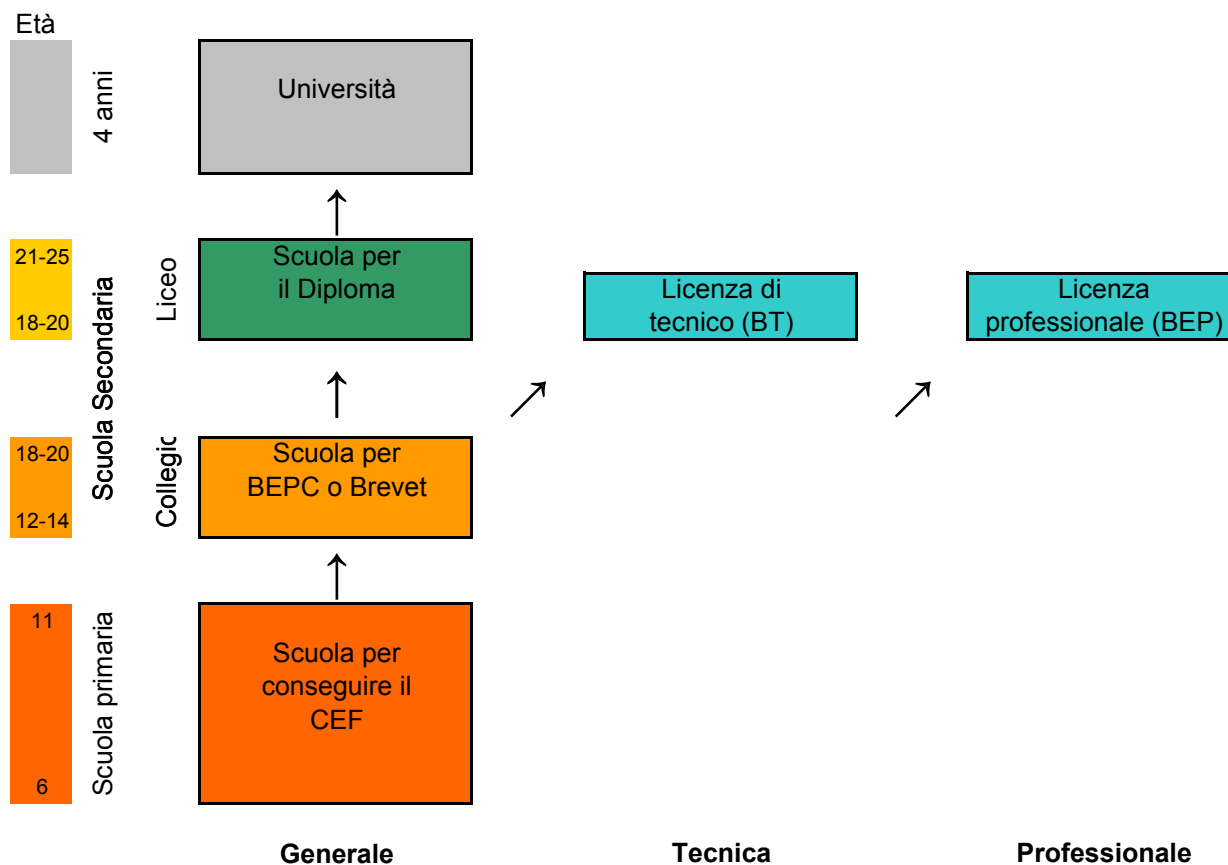 Età
4 anni
Università
21-25
18-20
Scuola Secondaria
Liceo
Scuola per
il Diploma
Licenza di
tecnico (BT)
Licenza
professionale (BEP)
18-20
12-14
Collegio
Scuola per
BEPC o Brevet
11
6
Scuola primaria
Scuola per
conseguire il
CEF
Generale
Tecnica
Professionale